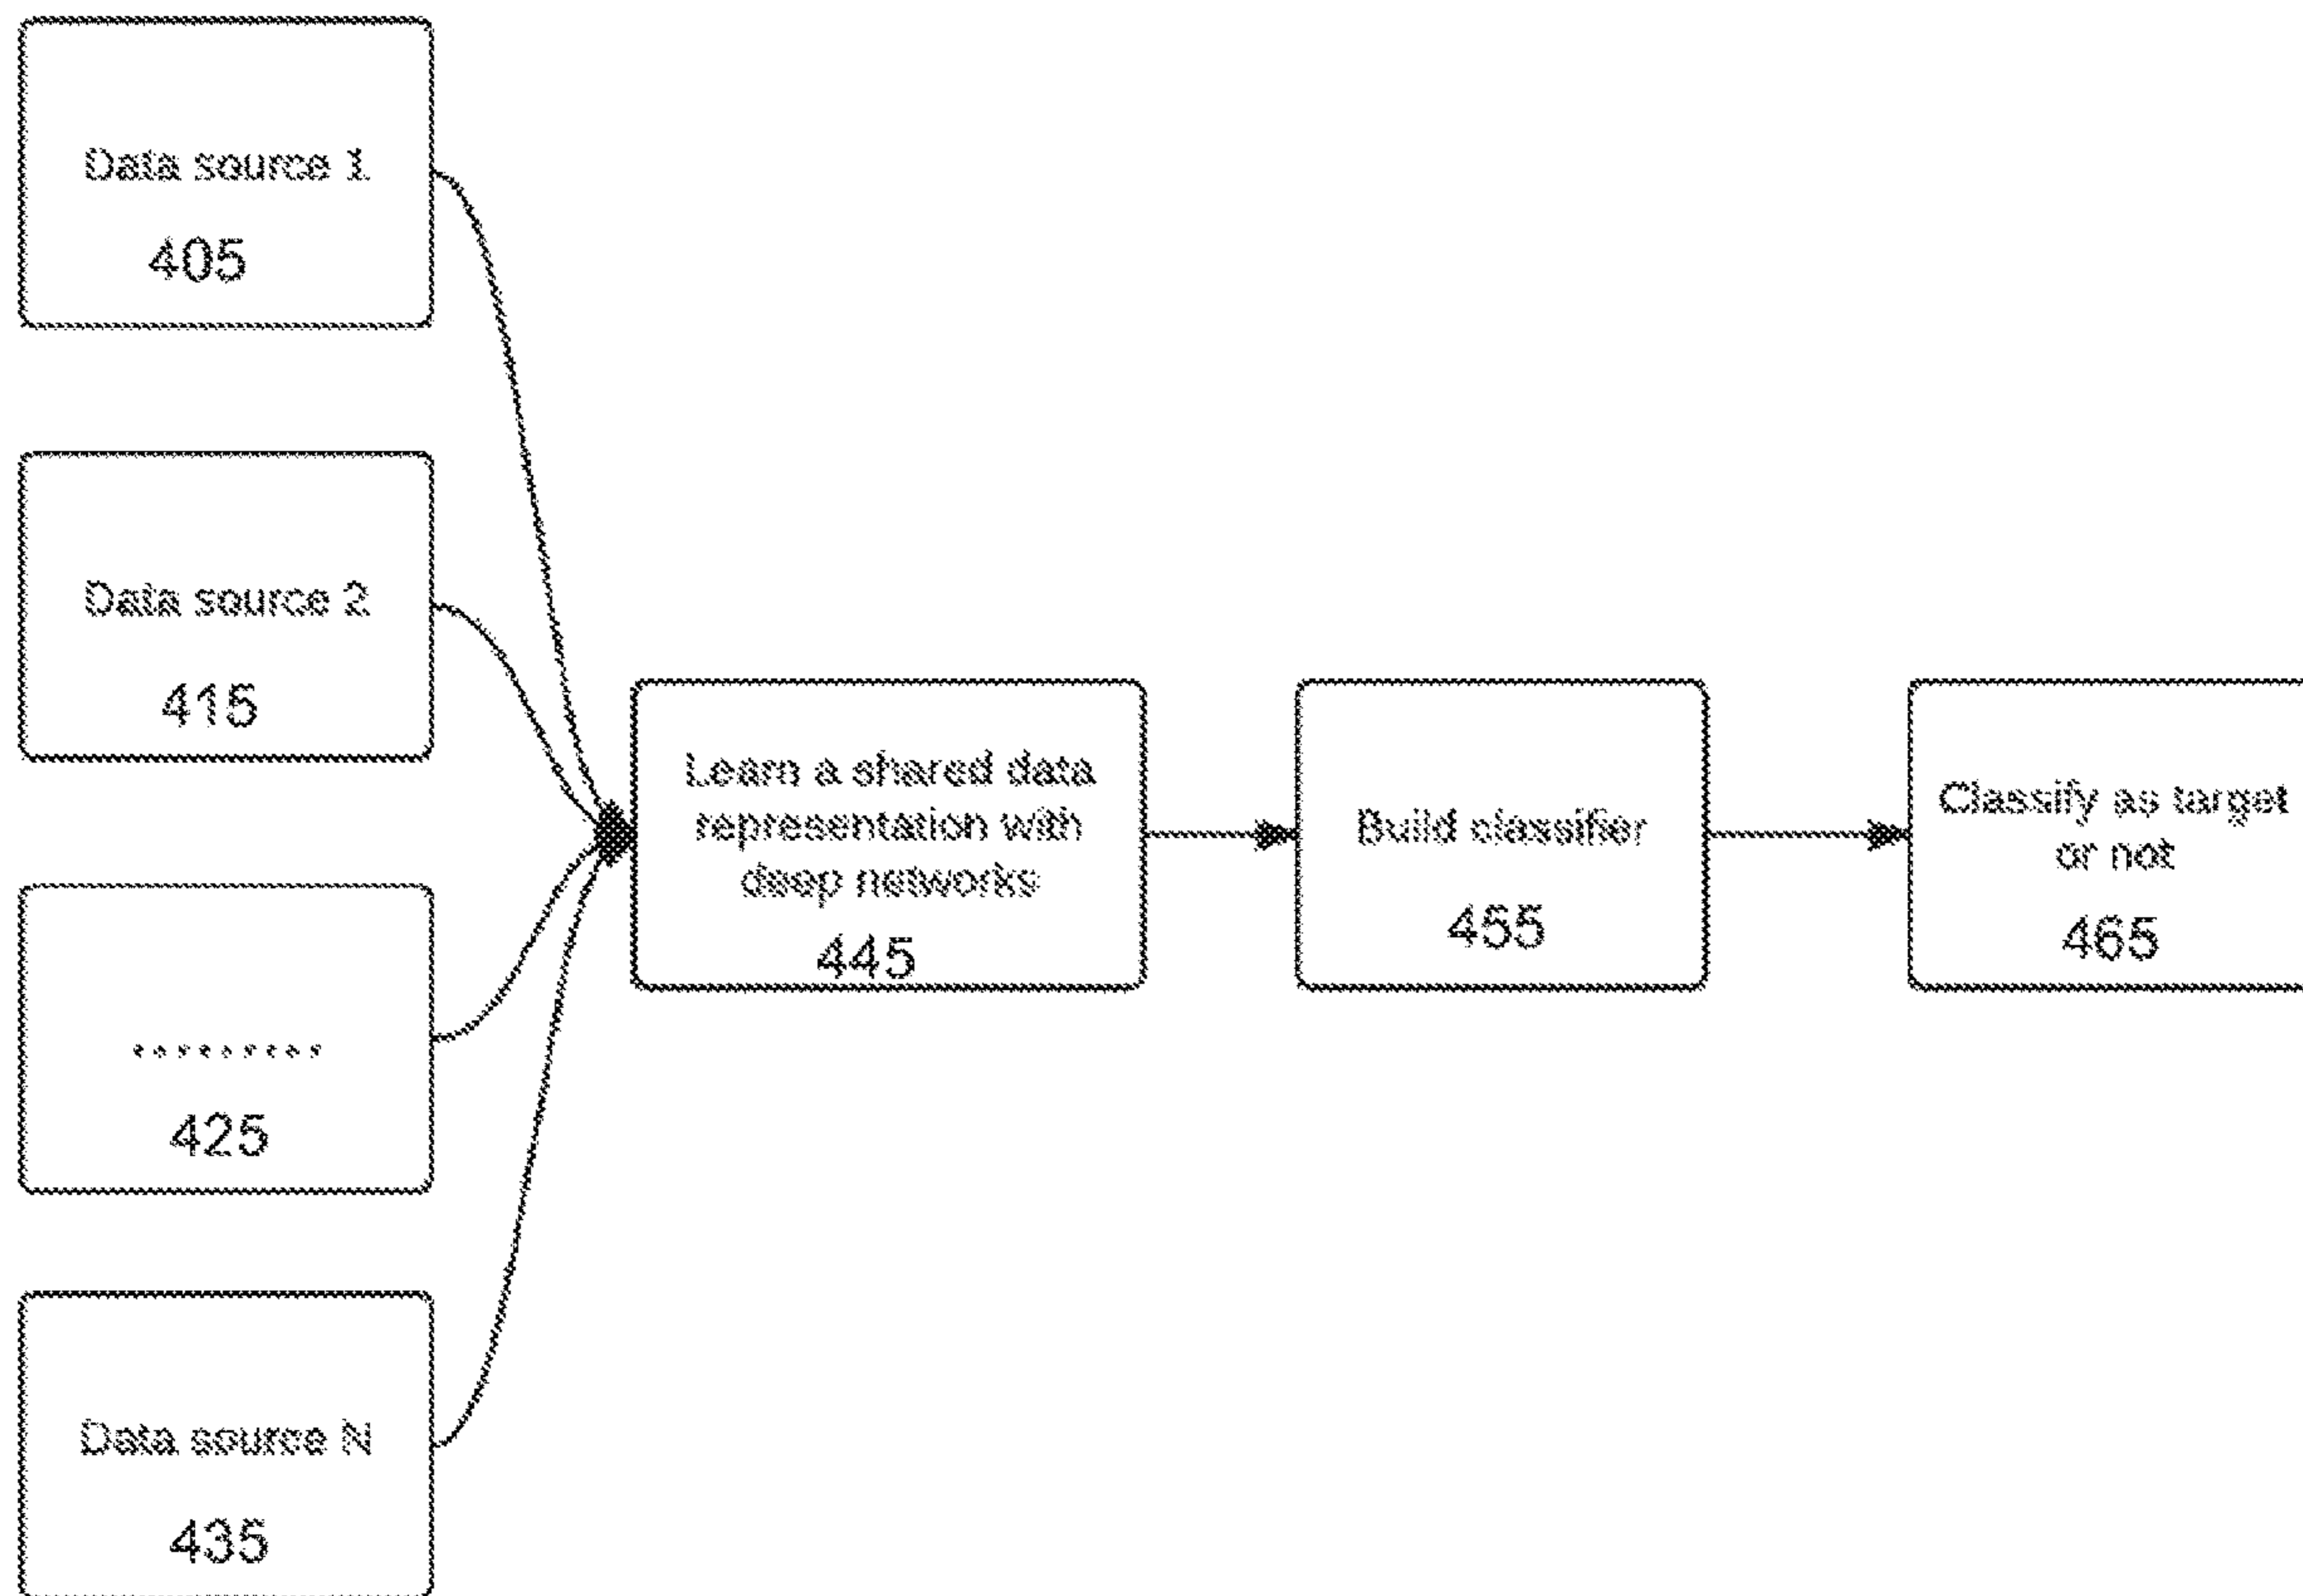 Data source 1
405
Data source 2
415
.........
425
Data source N
435
Learn a shared data
representation with
deep networks
445
Build classifier
455
Classify as target
or not
465